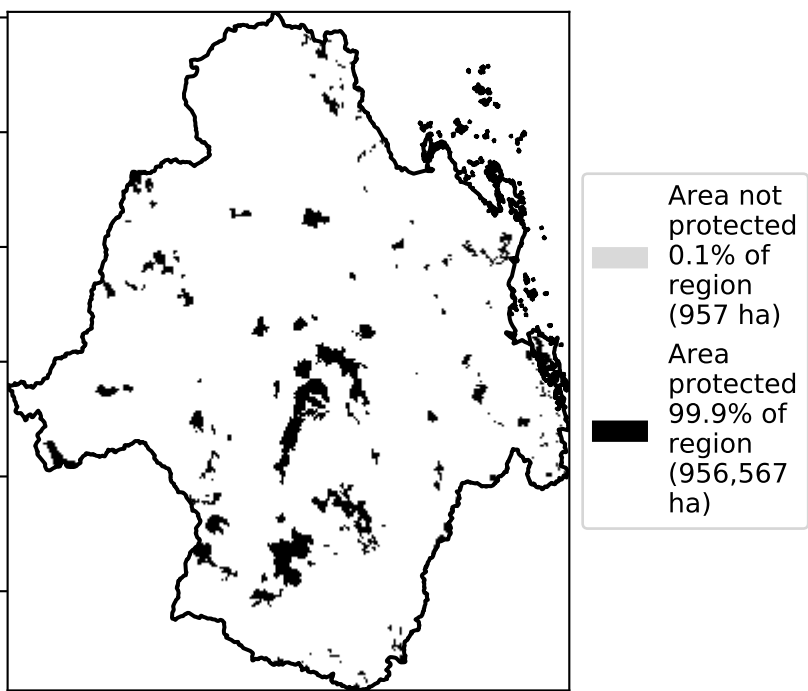 Area not
protected
0.1% of
region
(957 ha)
Area
protected
99.9% of
region
(956,567
ha)